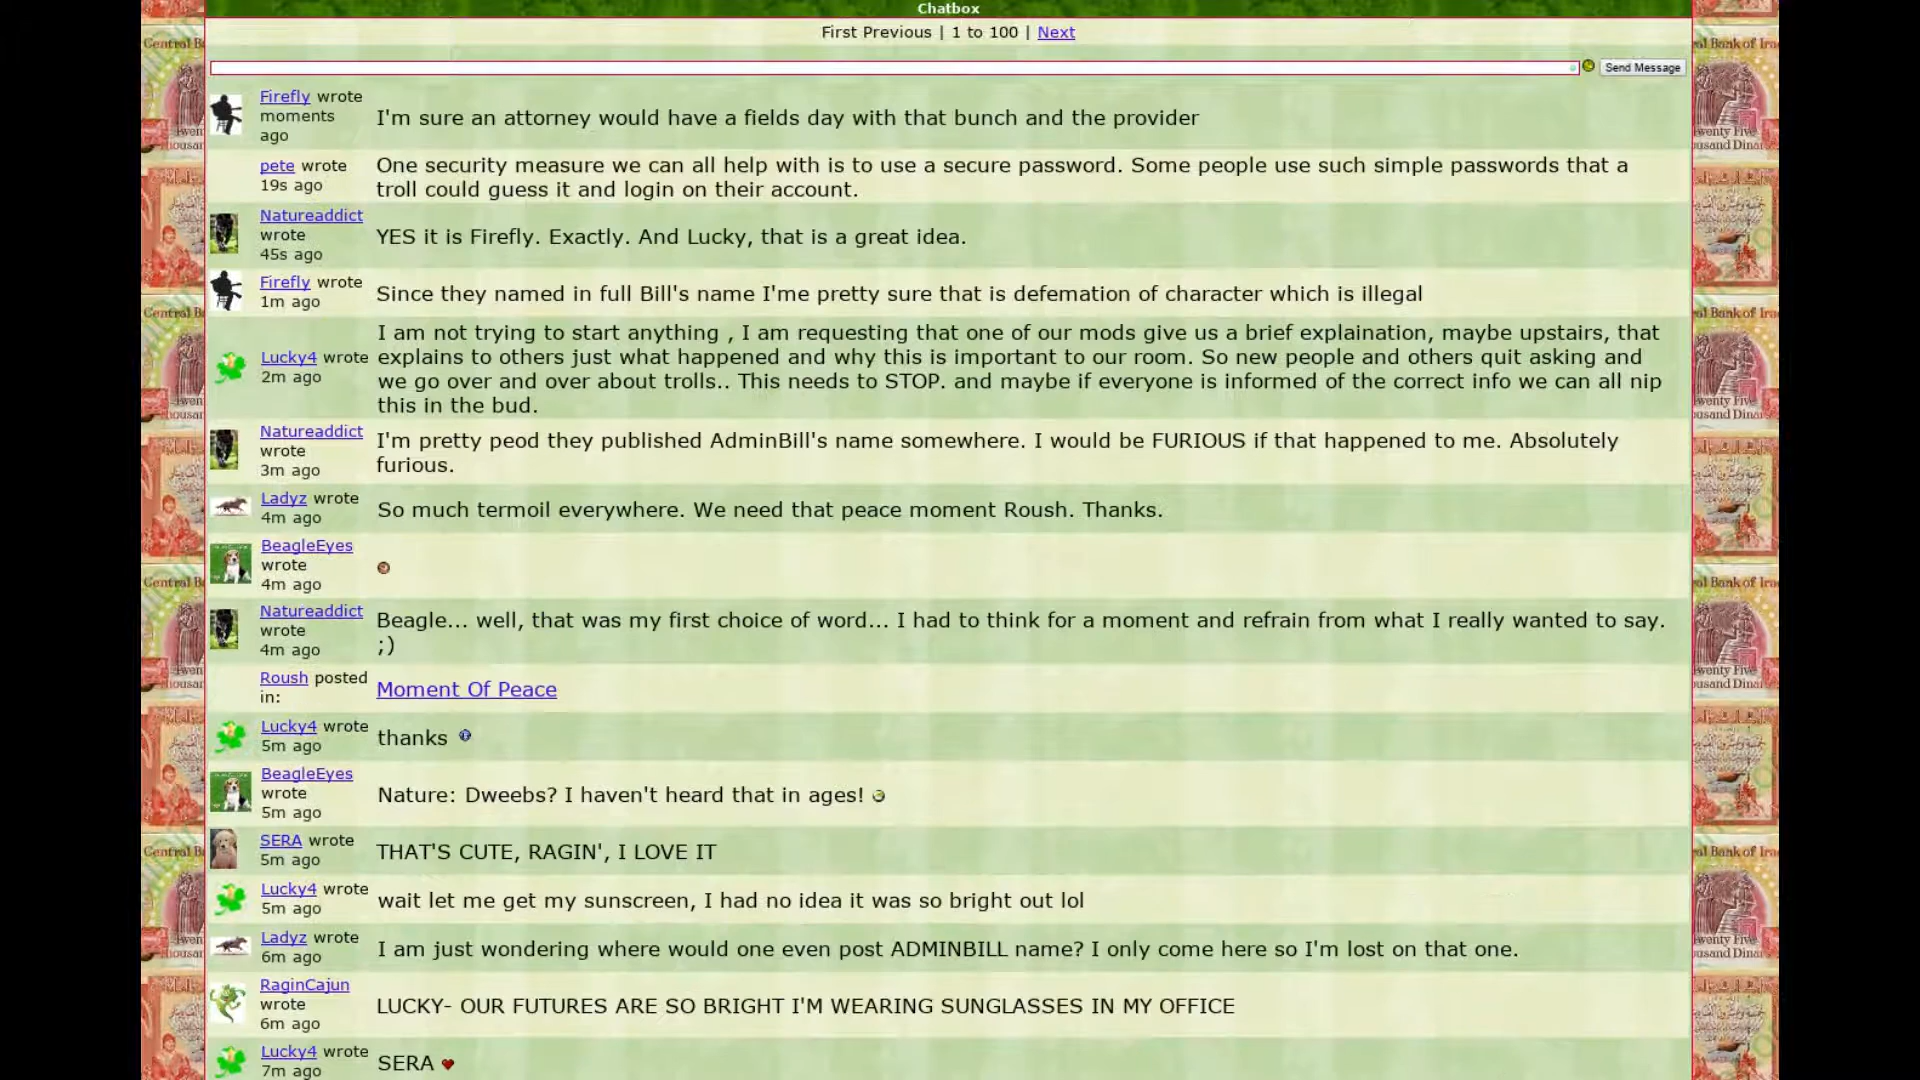 Chatbox
First Previous | 1 to 100 | Next
Send Message
Firefly wrote
moments
ago
I'm sure an attorney would have a fields day with that bunch and the provider
pete wrote
19s ago
One security measure we can all help with is to use a secure password. Some people use such simple passwords that a
troll could guess it and login on their account.
Natureaddict
wrote
45s ago
YES it is Firefly. Exactly. And Lucky, that is a great idea.
Firefly wrote
1m ago
Since they named in full Bill's name I'me pretty sure that is defemation of character which is illegal
Lucky4 wrote
2m ago
I am not trying to start anything , I am requesting that one of our mods give us a brief explaination, maybe upstairs, that
explains to others just what happened and why this is important to our room. So new people and others quit asking and
we go over and over about trolls.. This needs to STOP. and maybe if everyone is informed of the correct info we can all nip
this in the bud.
Natureaddict
wrote
3m ago
I'm pretty peod they published AdminBill's name somewhere. I would be FURIOUS if that happened to me. Absolutely
furious.
Ladyz wrote
4m ago
So much termoil everywhere. We need that peace moment Roush. Thanks.
BeagleEyes
wrote
4m ago
Natureaddict
wrote
4m ago
Beagle... well, that was my first choice of word... I had to think for a moment and refrain from what I really wanted to say.
;)
Roush posted
in:
Moment Of Peace
Lucky4 wrote
5m ago
thanks
BeagleEyes
wrote
5m ago
Nature: Dweebs? I haven't heard that in ages!
SERA wrote
5m ago
THAT'S CUTE, RAGIN', I LOVE IT
Lucky4 wrote
5m ago
wait let me get my sunscreen, I had no idea it was so bright out lol
Ladyz wrote
6m ago
I am just wondering where would one even post ADMINBILL name? I only come here so I'm lost on that one.
RaginCajun
wrote
6m ago
LUCKY- OUR FUTURES ARE SO BRIGHT I'M WEARING SUNGLASSES IN MY OFFICE
Lucky4 wrote
7m ago
SERA